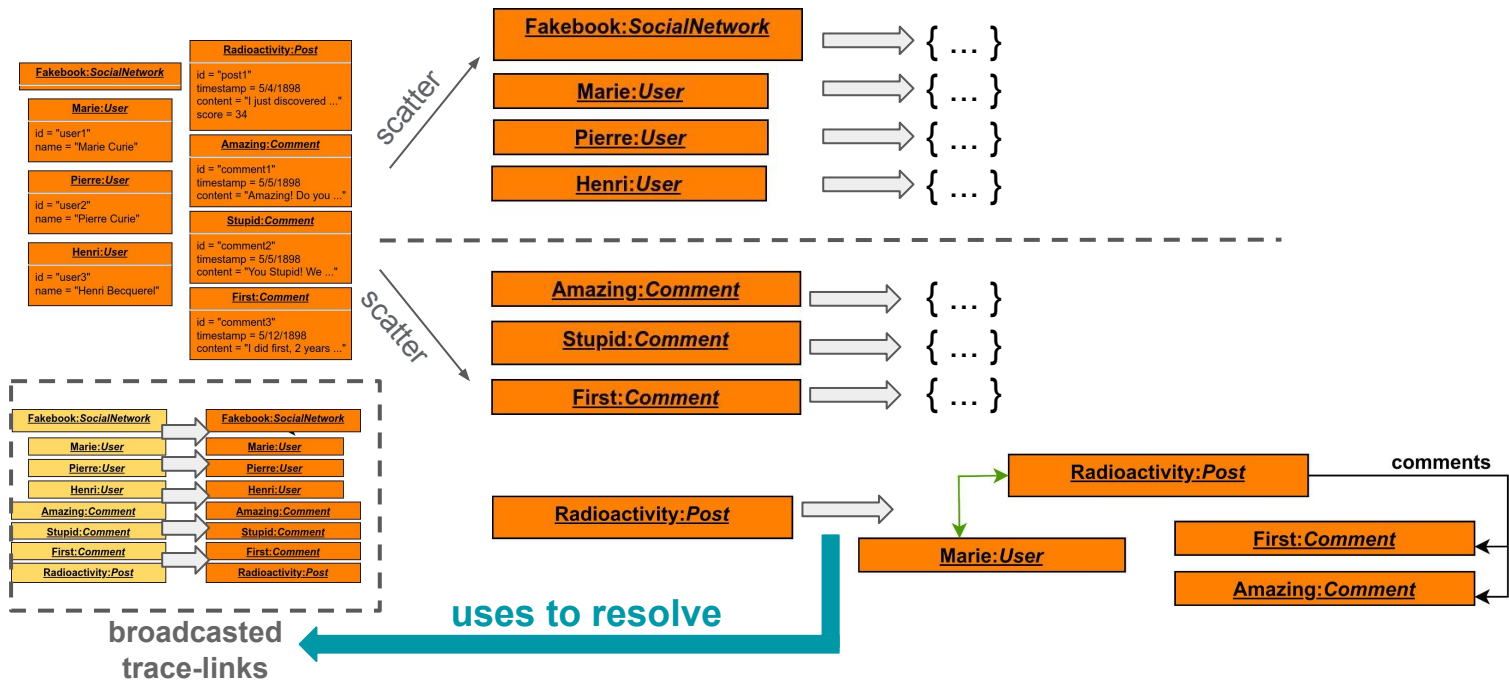 Fakebook:SocialNetwork
Marie:User
id = "user1"
name = "Marie Curie"
Pierre:User
id = "user2"
name = "Pierre Curie"
Henri:User
id = "user3"
name = "Henri Becquerel"
Radioactivity:Post
id = "post1"
timestamp = 5/4/1898
content = "I just discovered ..."
score = 34
Amazing:Comment
id = "comment1"
timestamp = 5/5/1898
content = "Amazing! Do you ..."
Stupid:Comment
id = "comment2"
timestamp = 5/5/1898
content = "You Stupid! We ..."
First:Comment
id = "comment3"
timestamp = 5/12/1898
content = "I did first, 2 years ..."
scatter
Fakebook:SocialNetwork
{ ... }
Marie:User
{ ... }
Pierre:User
{ ... }
Henri:User
{ ... }
scatter
Amazing:Comment
{ ... }
Stupid:Comment
{ ... }
First:Comment
{ ... }
Radioactivity:Post
Radioactivity:Post
comments
Marie:User
First:Comment
Amazing:Comment
uses to resolve
Fakebook:SocialNetwork
Fakebook:SocialNetwork
Marie:User
Marie:User
Pierre:User
Pierre:User
Henri:User
Henri:User
Amazing:Comment
Amazing:Comment
Stupid:Comment
Stupid:Comment
First:Comment
First:Comment
Radioactivity:Post
Radioactivity:Post
broadcasted
trace-links